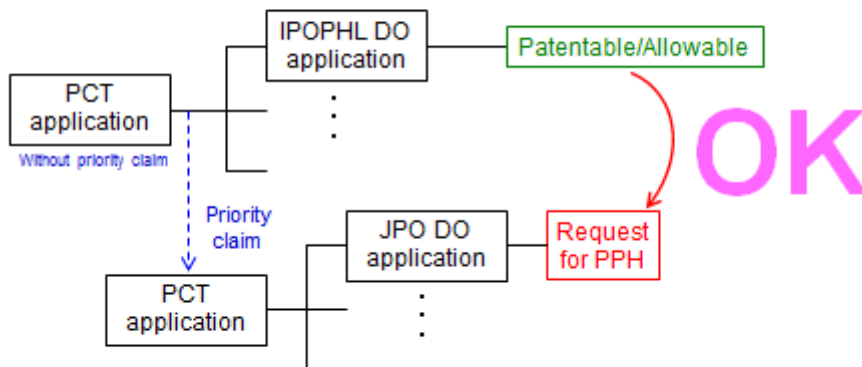 IPOPHL DO
application
Patentable/Allowable
PCT
application
Without priority claim
OK
Priority
claim
JPO DO
application
Request
for PPH
PCT
application